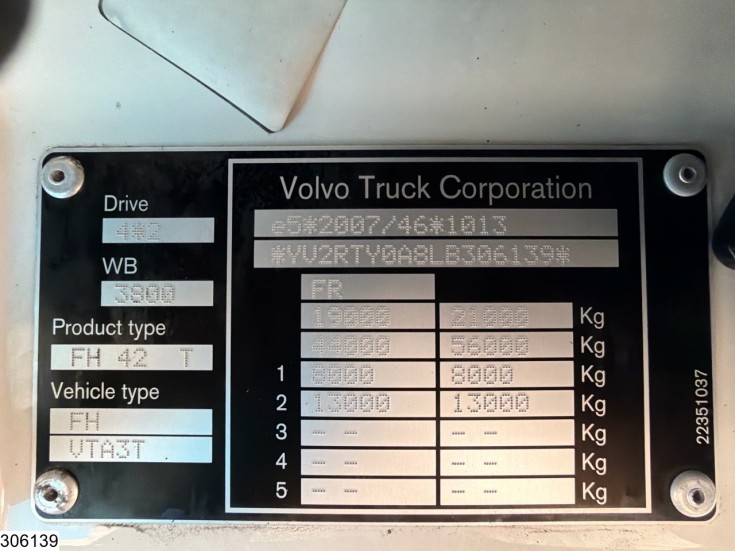 Volvo Truck Corporation
e5*2007/46*1013
*YV2RTY0A8LB306139*
Drive
4*2
WB
3800
Product type
FH 42 T
Vehicle type
FH
VTA3T
FR
19000 21000 Kg
44000 56000 Kg
1 8000 8000 Kg
2 13000 13000 Kg
3 -- -- -- -- Kg
4 -- -- -- -- Kg
5 -- -- -- -- Kg
22351037
306139